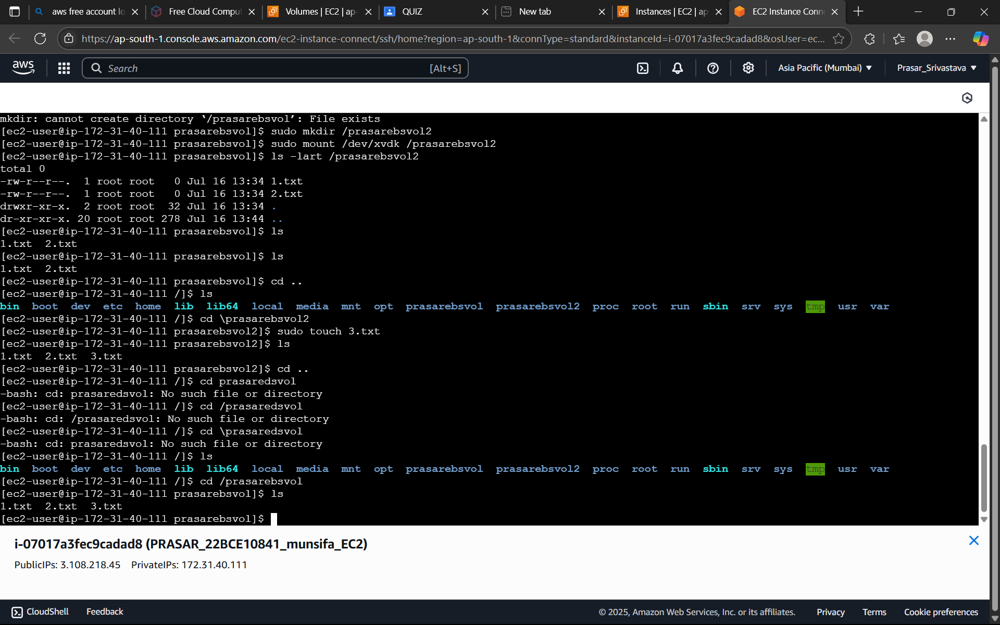 aws free account lo
Free Cloud Comput
Volumes | EC2 | ap-
QUIZ
New tab
Instances | EC2 | ap
EC2 Instance Conn
https://ap-south-1.console.aws.amazon.com/ec2-instance-connect/ssh/home?region=ap-south-1&connType=standard&instanceId=i-07017a3fec9cadad8&osUser=ec...
aws
Search
[Alt+S]
Asia Pacific (Mumbai)
Prasar_Srivastava
mkdir: cannot create directory ‘/prasarebsvol’: File exists
[ec2-user@ip-172-31-40-111 prasarebsvol]$ sudo mkdir /prasarebsvol2
[ec2-user@ip-172-31-40-111 prasarebsvol]$ sudo mount /dev/xvdk /prasarebsvol2
[ec2-user@ip-172-31-40-111 prasarebsvol]$ ls -lart /prasarebsvol2
total 0
-rw-r--r--.  1 root root   0 Jul 16 13:34 1.txt
-rw-r--r--.  1 root root   0 Jul 16 13:34 2.txt
drwxr-xr-x.  2 root root  32 Jul 16 13:34 .
dr-xr-xr-x. 20 root root 278 Jul 16 13:44 ..
[ec2-user@ip-172-31-40-111 prasarebsvol]$ ls
1.txt  2.txt
[ec2-user@ip-172-31-40-111 prasarebsvol]$ ls
1.txt  2.txt
[ec2-user@ip-172-31-40-111 prasarebsvol]$ cd ..
[ec2-user@ip-172-31-40-111 /]$ ls
bin  boot  dev  etc  home  lib  lib64  local  media  mnt  opt  prasarebsvol  prasarebsvol2  proc  root  run  sbin  srv  sys  tmp  usr  var
[ec2-user@ip-172-31-40-111 /]$ cd \prasarebsvol2
[ec2-user@ip-172-31-40-111 prasarebsvol2]$ sudo touch 3.txt
[ec2-user@ip-172-31-40-111 prasarebsvol2]$ ls
1.txt  2.txt  3.txt
[ec2-user@ip-172-31-40-111 prasarebsvol2]$ cd ..
[ec2-user@ip-172-31-40-111 /]$ cd prasaredsvol
-bash: cd: prasaredsvol: No such file or directory
[ec2-user@ip-172-31-40-111 /]$ cd /prasaredsvol
-bash: cd: /prasaredsvol: No such file or directory
[ec2-user@ip-172-31-40-111 /]$ cd \prasaredsvol
-bash: cd: prasaredsvol: No such file or directory
[ec2-user@ip-172-31-40-111 /]$ ls
bin  boot  dev  etc  home  lib  lib64  local  media  mnt  opt  prasarebsvol  prasarebsvol2  proc  root  run  sbin  srv  sys  tmp  usr  var
[ec2-user@ip-172-31-40-111 /]$ cd /prasarebsvol
[ec2-user@ip-172-31-40-111 prasarebsvol]$ ls
1.txt  2.txt  3.txt
[ec2-user@ip-172-31-40-111 prasarebsvol]$
i-07017a3fec9cadad8 (PRASAR_22BCE10841_munsifa_EC2)
PublicIPs: 3.108.218.45    PrivateIPs: 172.31.40.111
CloudShell
Feedback
© 2025, Amazon Web Services, Inc. or its affiliates.
Privacy
Terms
Cookie preferences